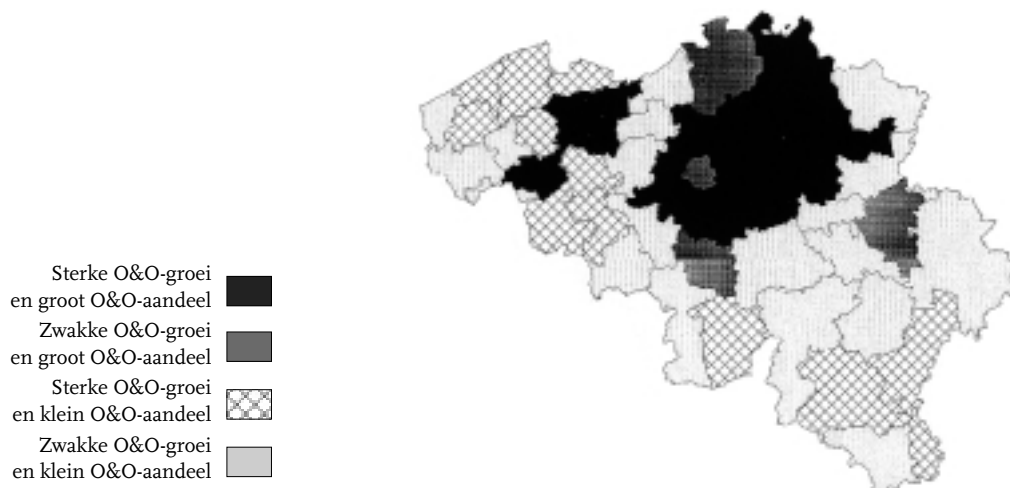 Sterke O&O-groei
en groot O&O-aandeel
Zwakke O&O-groei
en groot O&O-aandeel
Sterke O&O-groei
en klein O&O-aandeel
Zwakke O&O-groei
en klein O&O-aandeel